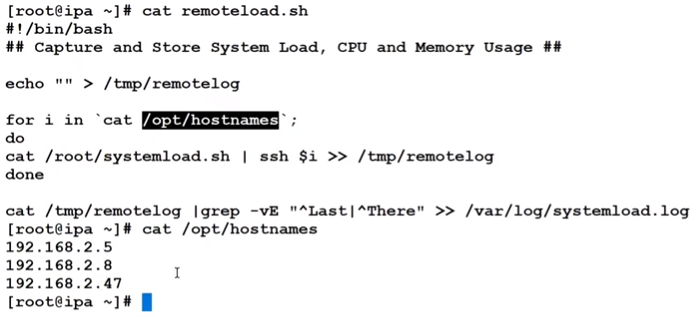 [root@ipa ~]# cat remoteload.sh
#!/bin/bash
## Capture and Store System Load, CPU and Memory Usage ##
echo "" > /tmp/remotelog
for i in `cat /opt/hostnames`;
do
cat /root/systemload.sh | ssh $i >> /tmp/remotelog
done
cat /tmp/remotelog |grep -vE "^Last|^There" >> /var/log/systemload.log
[root@ipa ~]# cat /opt/hostnames
192.168.2.5
192.168.2.8
192.168.2.47
[root@ipa ~]#